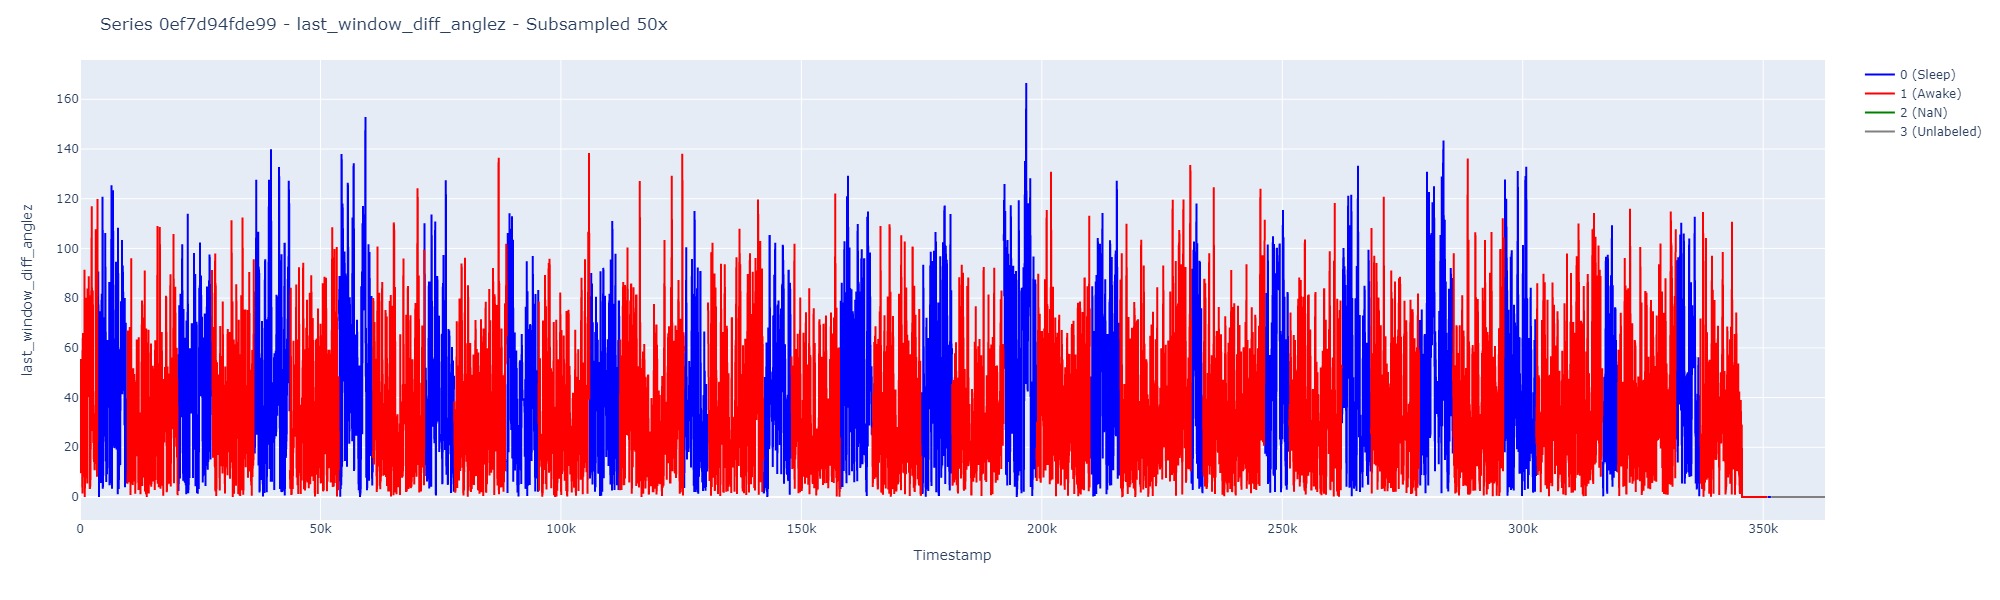 Series 0ef7d94fde99 - last_window_diff_anglez - Subsampled 50x
0 (Sleep)
1 (Awake)
2 (NaN)
3 (Unlabeled)
last_window_diff_anglez
160
140
120
100
80
60
40
20
0
0 50k 100k 150k 200k 250k 300k 350k
Timestamp